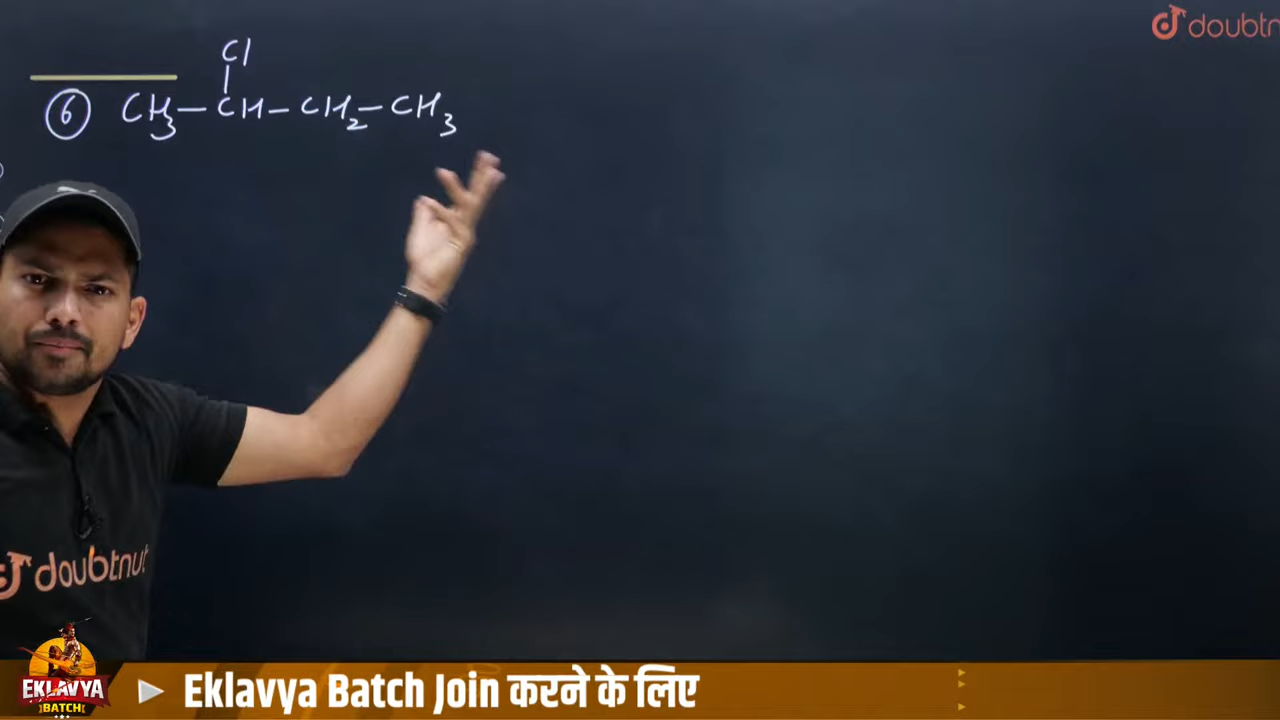 doubtn
Cl
|
⑥ CH₃–CH–CH₂–CH₃
doubtnut
EKLAVYA
BATCH
Eklavya Batch Join करने के लिए